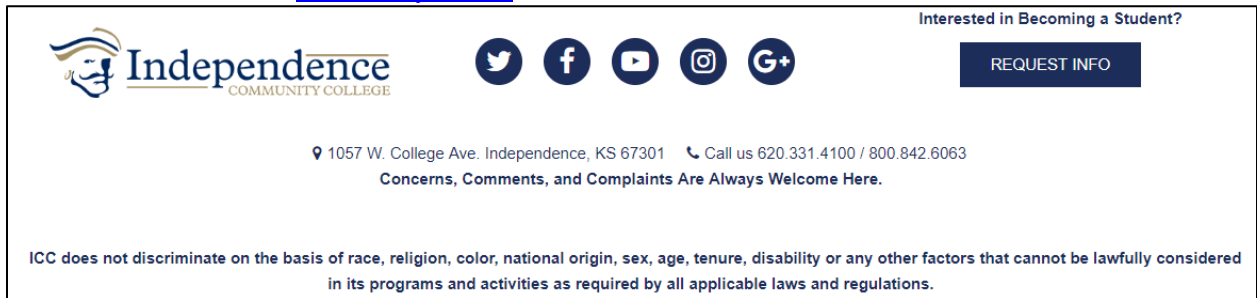 Interested in Becoming a Student?
Independence
COMMUNITY COLLEGE
G+
REQUEST INFO
1057 W. College Ave. Independence, KS 67301 Call us 620.331.4100 / 800.842.6063
Concerns, Comments, and Complaints Are Always Welcome Here.
ICC does not discriminate on the basis of race, religion, color, national origin, sex, age, tenure, disability or any other factors that cannot be lawfully considered
in its programs and activities as required by all applicable laws and regulations.